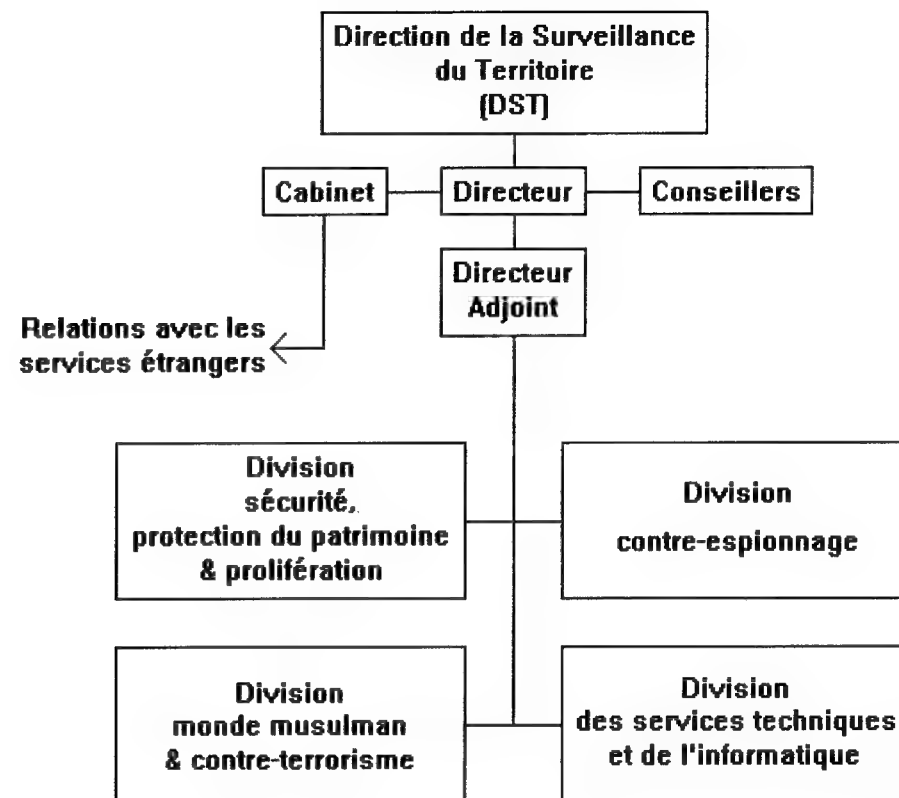 Direction de la Surveillance
du Territoire
(DST)
Cabinet
Directeur
Conseillers
Directeur
Adjoint
Relations avec les
services étrangers
Division
sécurité,
protection du patrimoine
& prolifération
Division
contre-espionnage
Division
monde musulman
& contre-terrorisme
Division
des services techniques
et de l'informatique